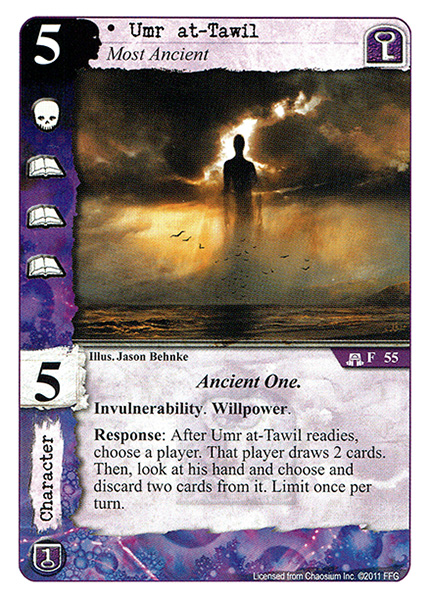 5
• Umr at-Tawil
Most Ancient
Illus. Jason Behnke
F 55
5
Ancient One.
Invulnerability. Willpower.
Response: After Umr at-Tawil readies,
choose a player. That player draws 2 cards.
Then, look at his hand and choose and
discard two cards from it. Limit once per
turn.
Character
1
Licensed from Chaosium Inc. ©2011 FFG